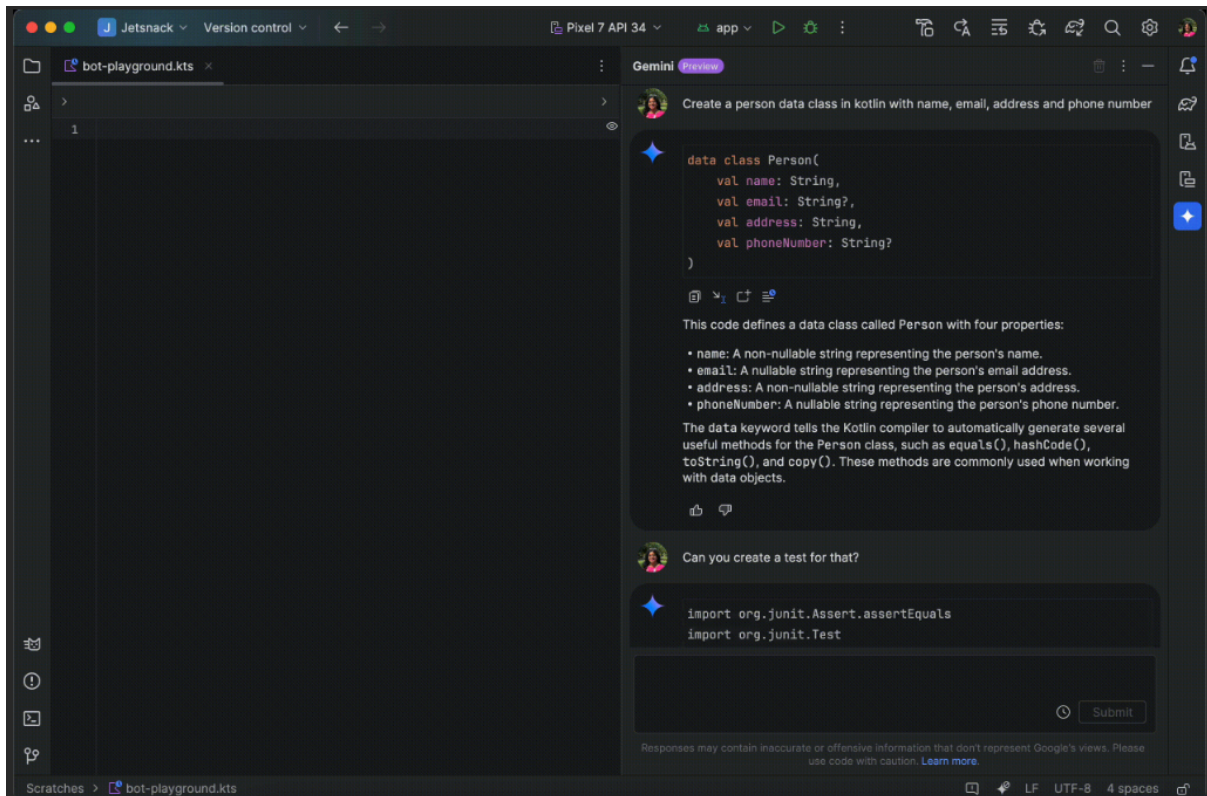 J Jetsnack Version control Pixel 7 API 34 app
bot-playground.kts
Gemini Preview
1
Create a person data class in kotlin with name, email, address and phone number
data class Person(
val name: String,
val email: String?,
val address: String,
val phoneNumber: String?
)
This code defines a data class called Person with four properties:
• name: A non-nullable string representing the person's name.
• email: A nullable string representing the person's email address.
• address: A non-nullable string representing the person's address.
• phoneNumber: A nullable string representing the person's phone number.
The data keyword tells the Kotlin compiler to automatically generate several
useful methods for the Person class, such as equals(), hashCode(),
toString(), and copy(). These methods are commonly used when working
with data objects.
Can you create a test for that?
import org.junit.Assert.assertEquals
import org.junit.Test
Submit
Responses may contain inaccurate or offensive information that don't represent Google's views. Please
use code with caution. Learn more.
Scratches > bot-playground.kts LF UTF-8 4 spaces